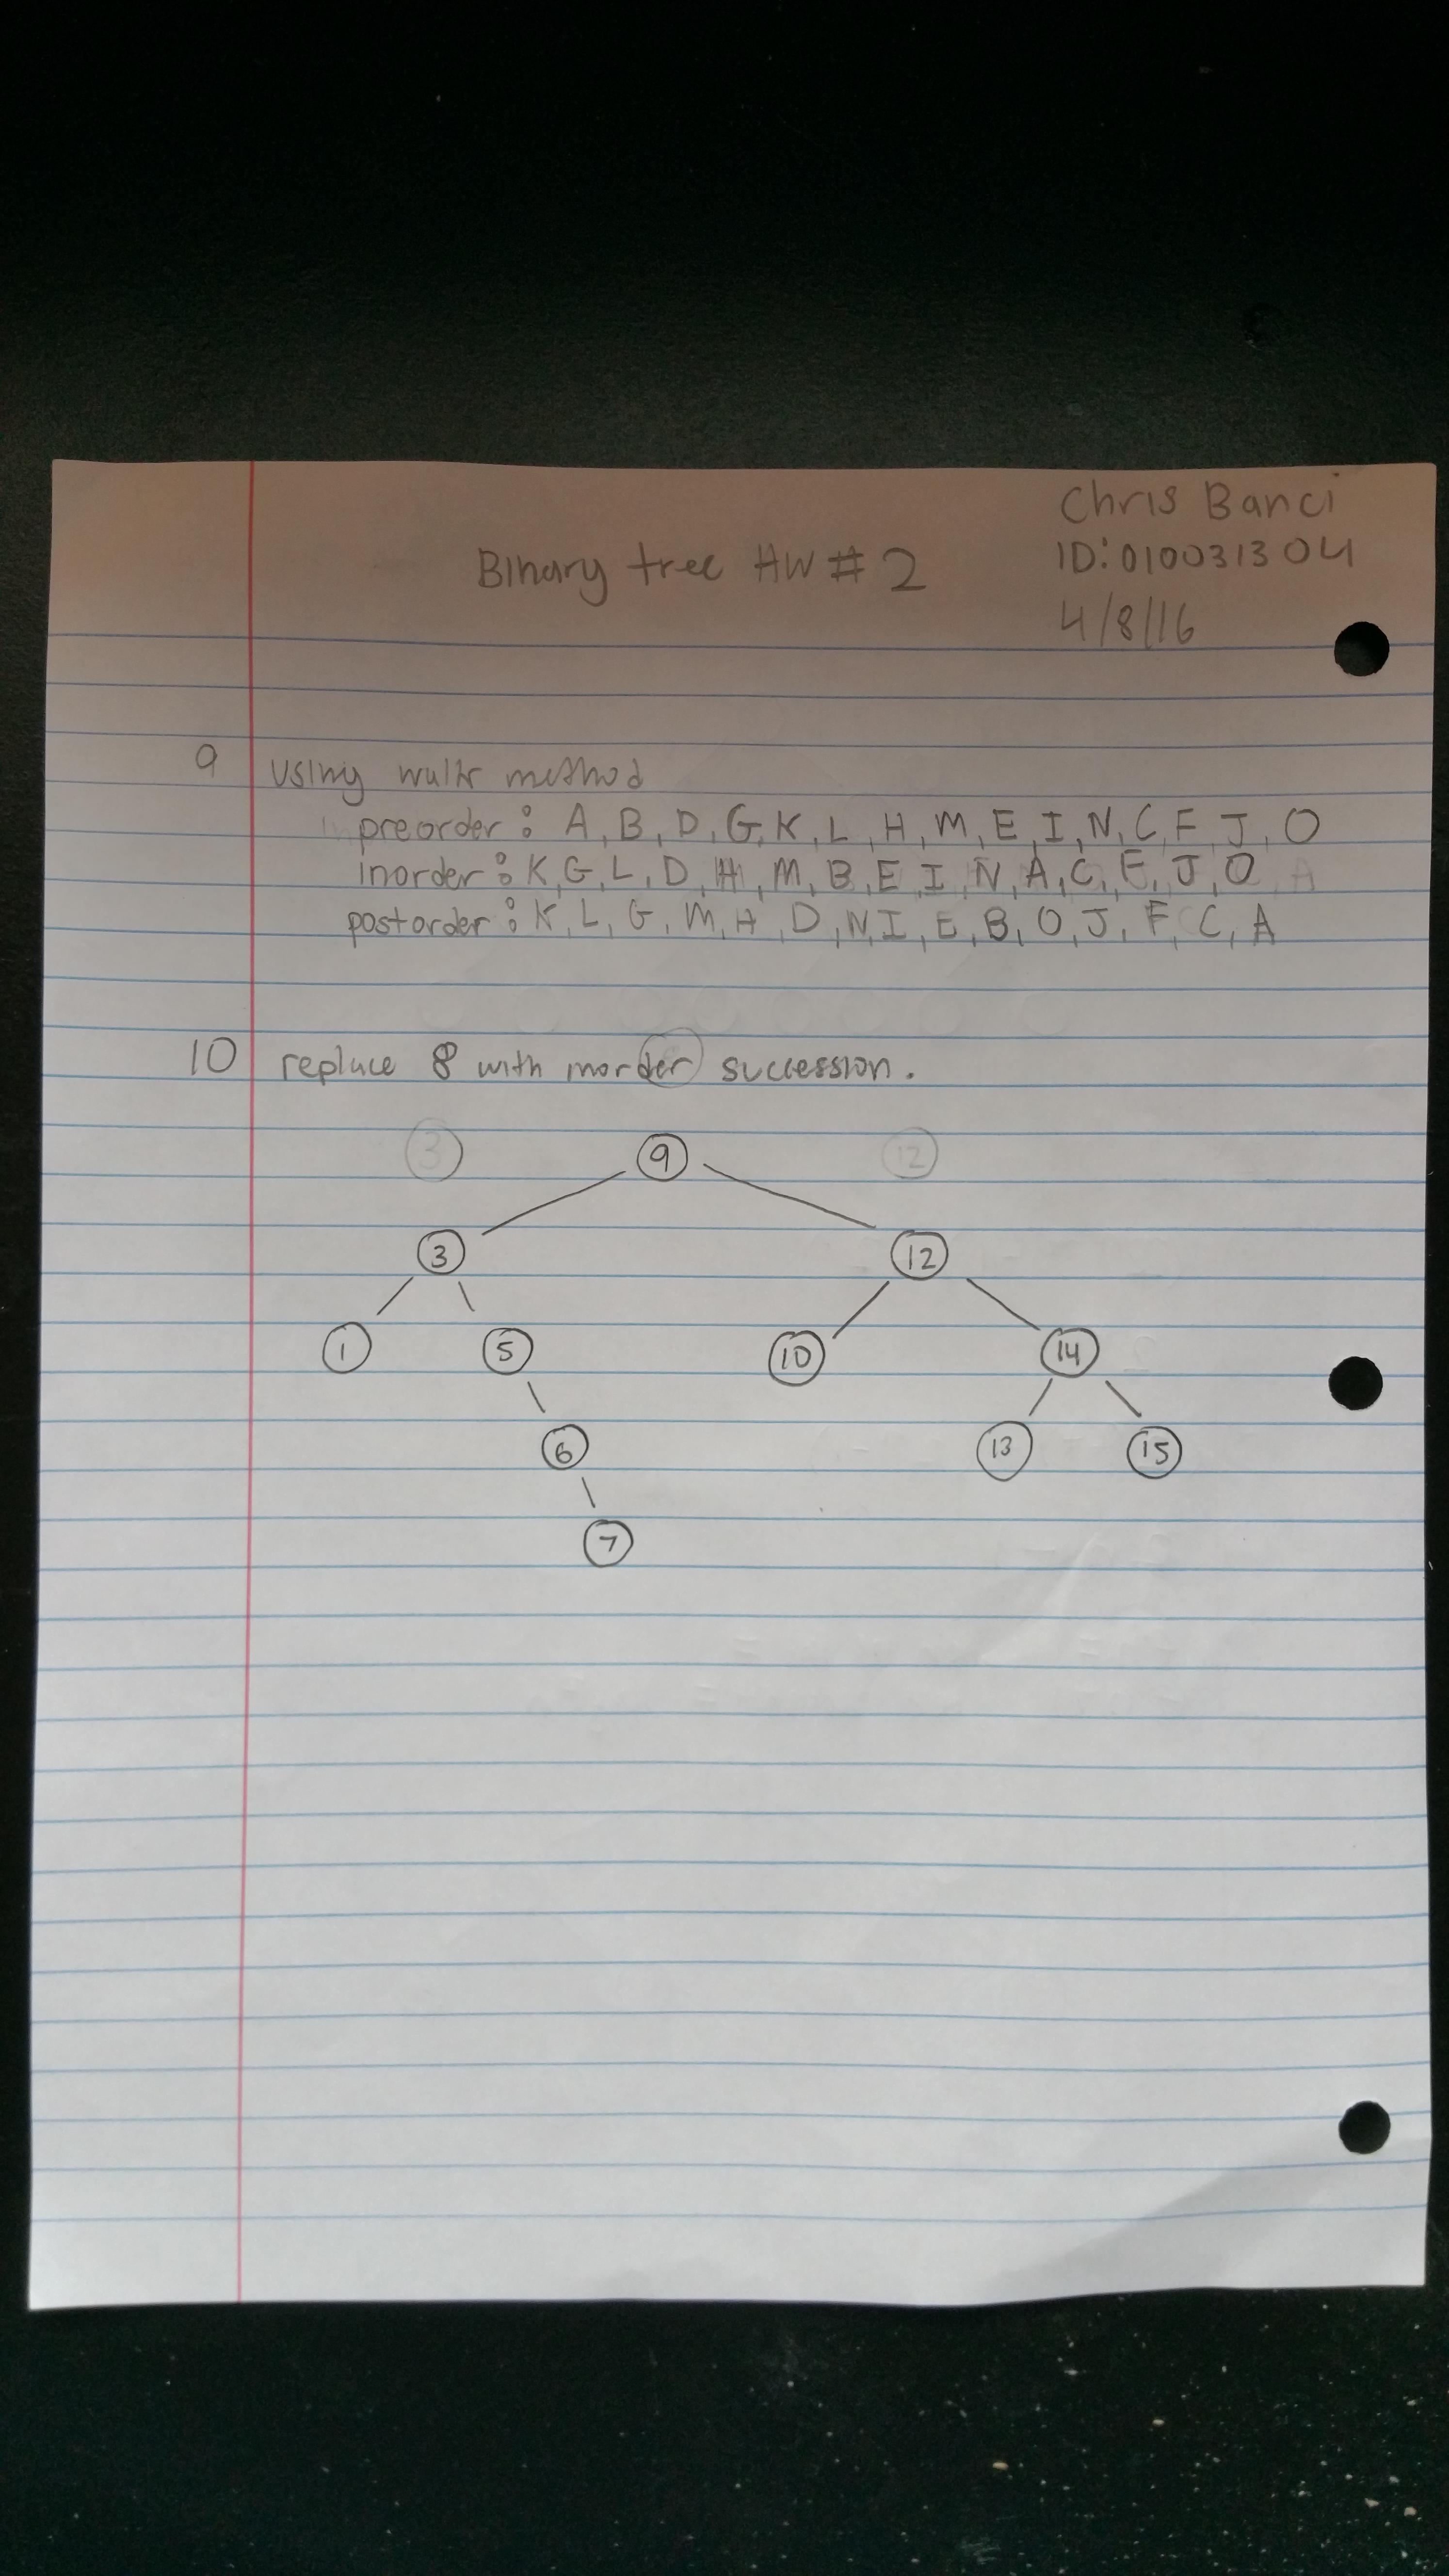 Chris Banci
Binary tree HW # 2
ID: 010031304
4/8/16
9 Using walk method
preorder: A, B, D, G, K, L, H, M, E, I, N, C, F, J, O
inorder: K, G, L, D, H, M, B, E, I, N, A, C, F, J, O
postorder: K, L, G, M, H, D, N, I, E, B, O, J, F, C, A
10 replace 8 with inorder succession.
9
3 12
1 5 10 14
6 13 15
7